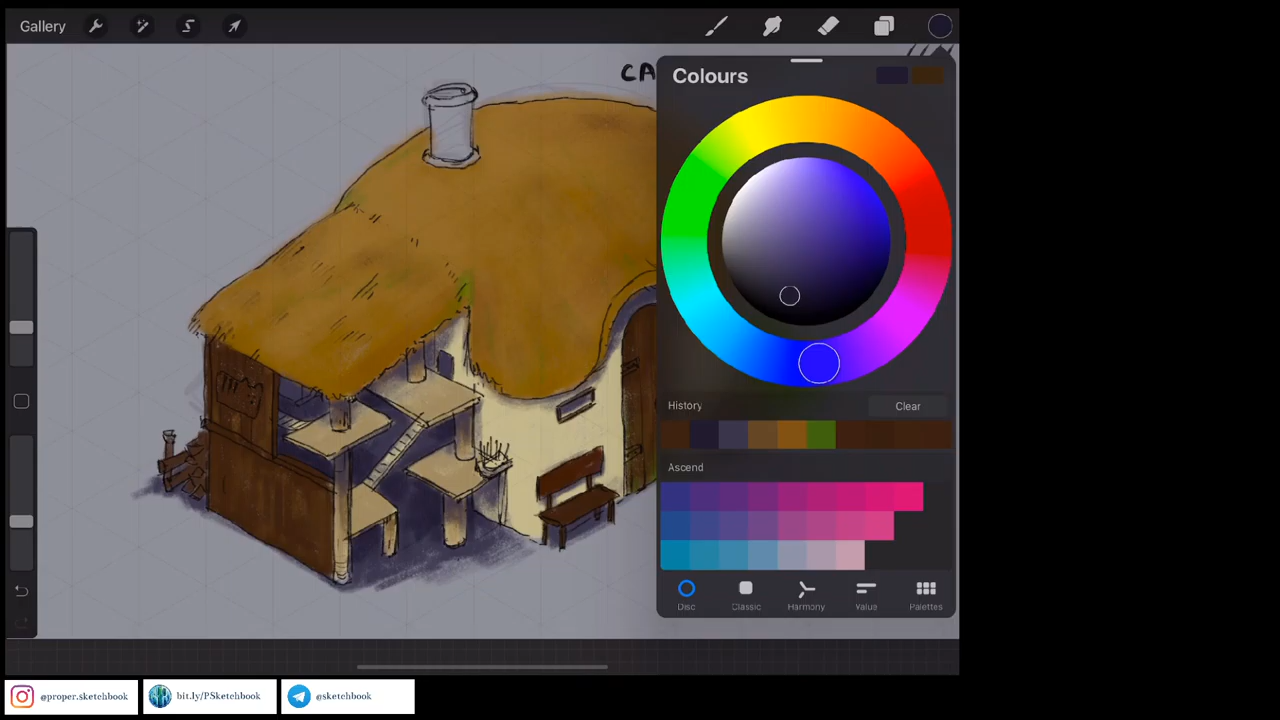 Gallery
CA
Colours
History
Clear
Ascend
Disc
Classic
Harmony
Value
Palettes
@proper.sketchbook
bit.ly/PSketchbook
@sketchbook